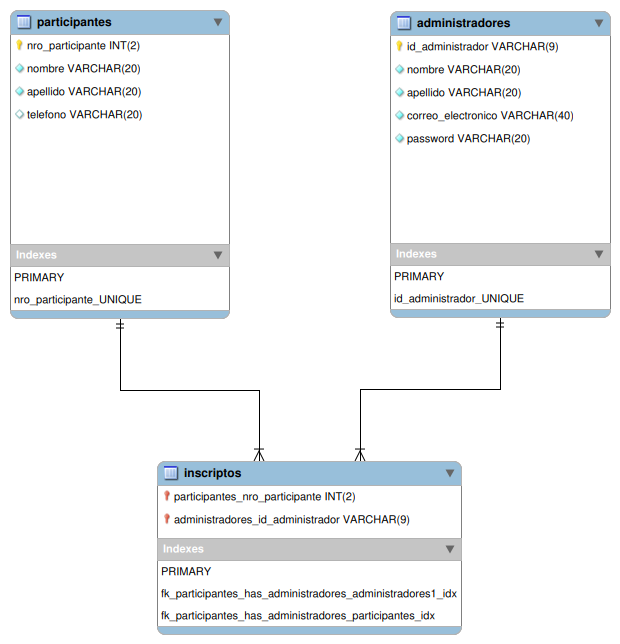 participantes
nro_participante INT(2)
nombre VARCHAR(20)
apellido VARCHAR(20)
telefono VARCHAR(20)
Indexes
PRIMARY
nro_participante_UNIQUE
administradores
id_administrador VARCHAR(9)
nombre VARCHAR(20)
apellido VARCHAR(20)
correo_electronico VARCHAR(40)
password VARCHAR(20)
Indexes
PRIMARY
id_administrador_UNIQUE
inscriptos
participantes_nro_participante INT(2)
administradores_id_administrador VARCHAR(9)
Indexes
PRIMARY
fk_participantes_has_administradores_administradores1_idx
fk_participantes_has_administradores_participantes_idx